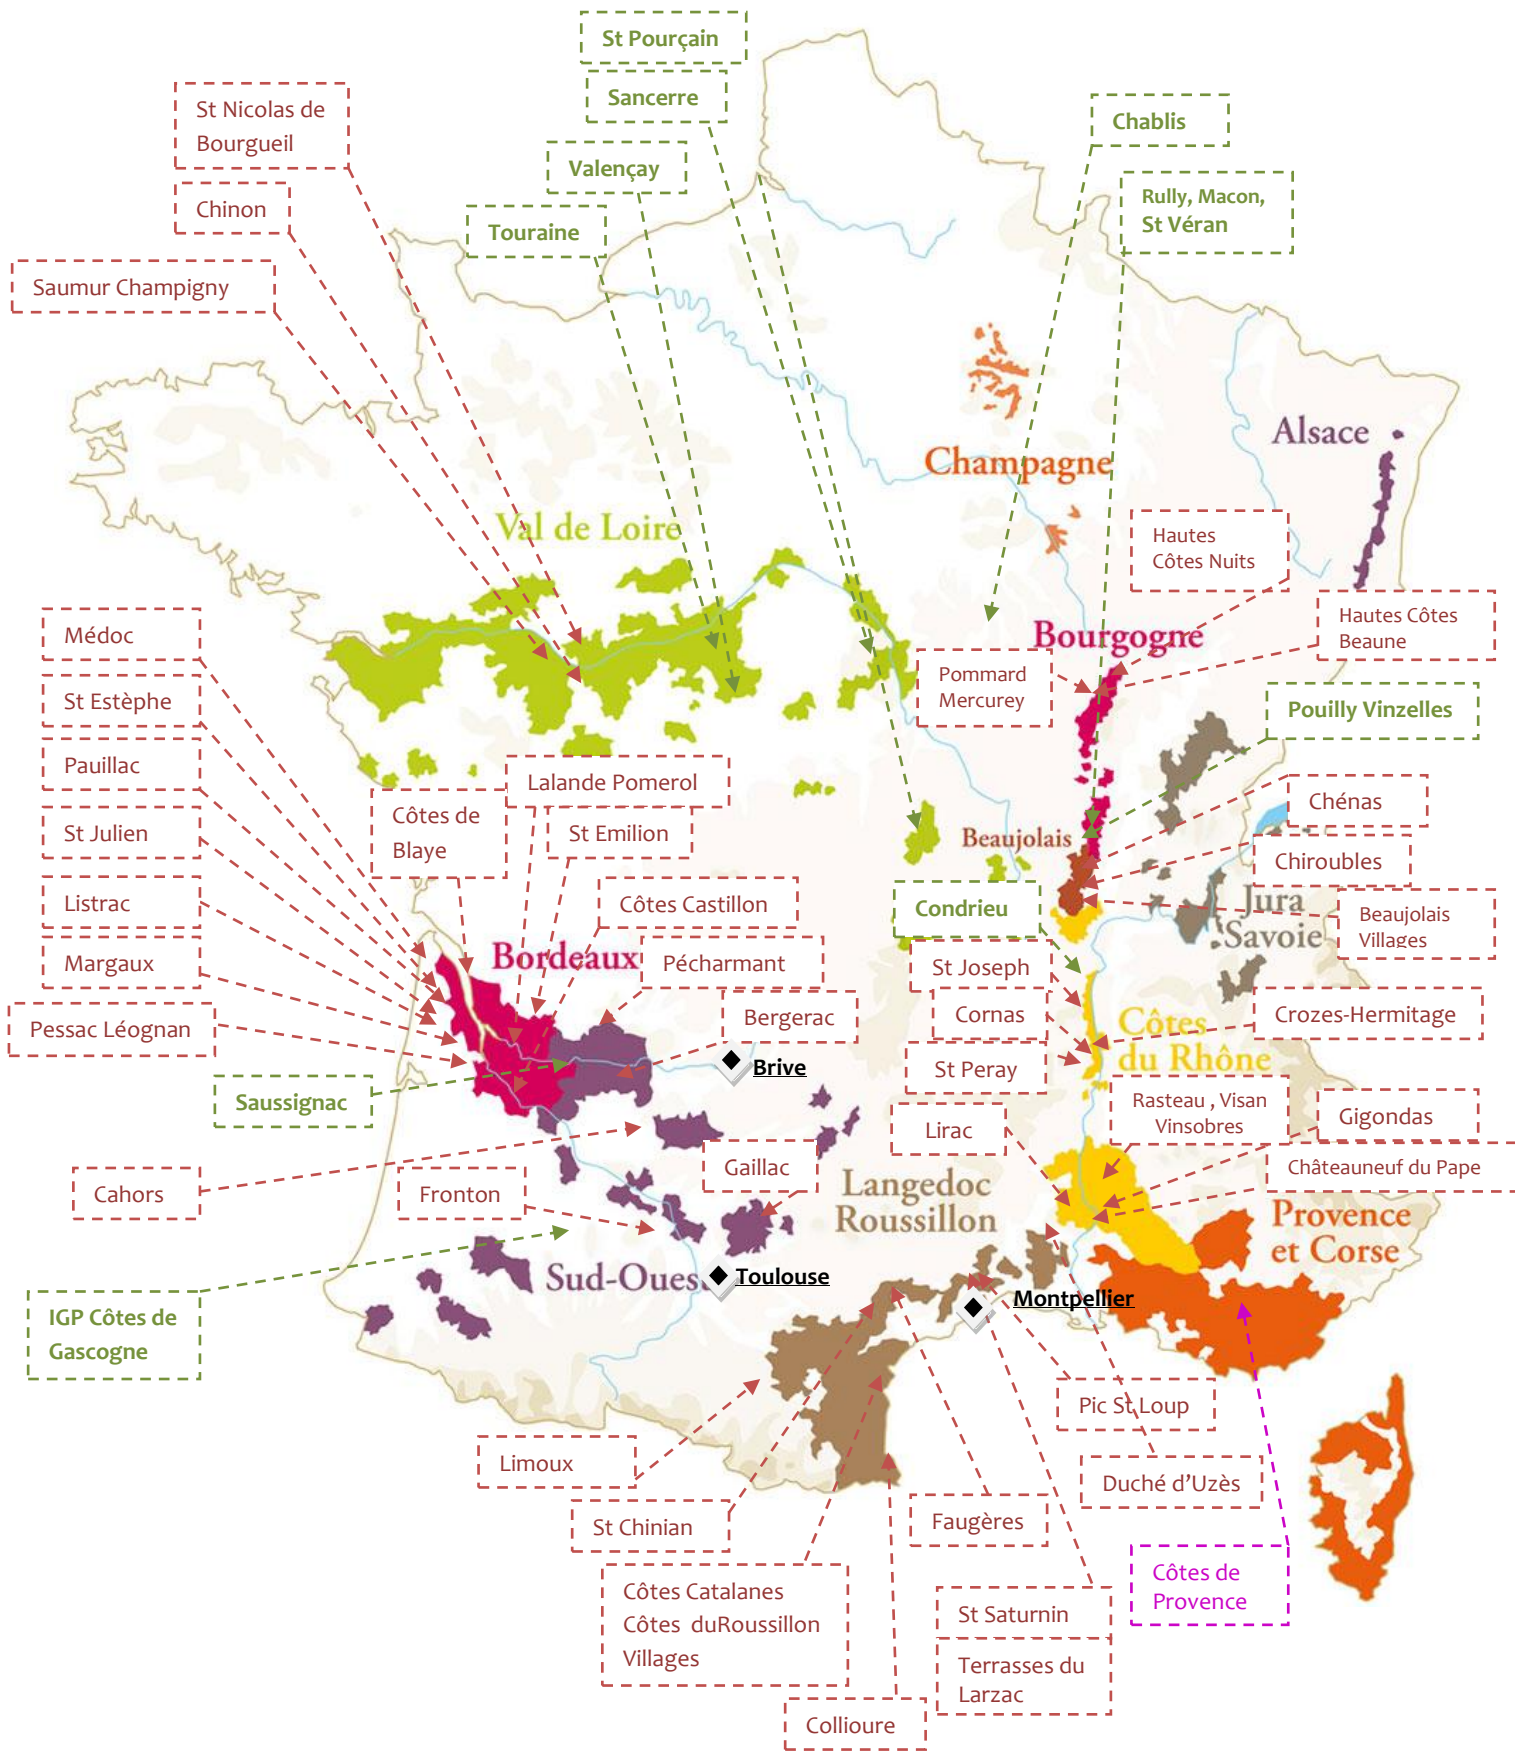 St Pourçain
Sancerre
St Nicolas de
Bourgueil
Chablis
Valençay
Chinon
Rully, Macon,
St Véran
Touraine
Saumur Champigny
Alsace
Champagne
Val de Loire
Hautes
Côtes Nuits
Médoc
Hautes Côtes
Beaune
Bourgogne
Pommard
Mercurey
St Estèphe
Pouilly Vinzelles
Pauillac
Lalande Pomerol
Côtes de
Blaye
Chénas
St Julien
St Emilion
Beaujolais
Chiroubles
Listrac
Côtes Castillon
Condrieu
Jura
Savoie
Beaujolais
Villages
Margaux
Bordeaux
Pécharmant
St Joseph
Pessac Léognan
Bergerac
Cornas
Côtes
du Rhône
Crozes-Hermitage
Brive
St Peray
Saussignac
Rasteau , Visan
Vinsobres
Gigondas
Lirac
Cahors
Fronton
Gaillac
Langedoc
Roussillon
Châteauneuf du Pape
Provence
et Corse
Sud-Oues
Toulouse
Montpellier
IGP Côtes de
Gascogne
Pic St Loup
Limoux
Duché d'Uzès
St Chinian
Faugères
Côtes Catalanes
Côtes duRoussillon
Villages
Côtes de
Provence
St Saturnin
Terrasses du
Larzac
Collioure